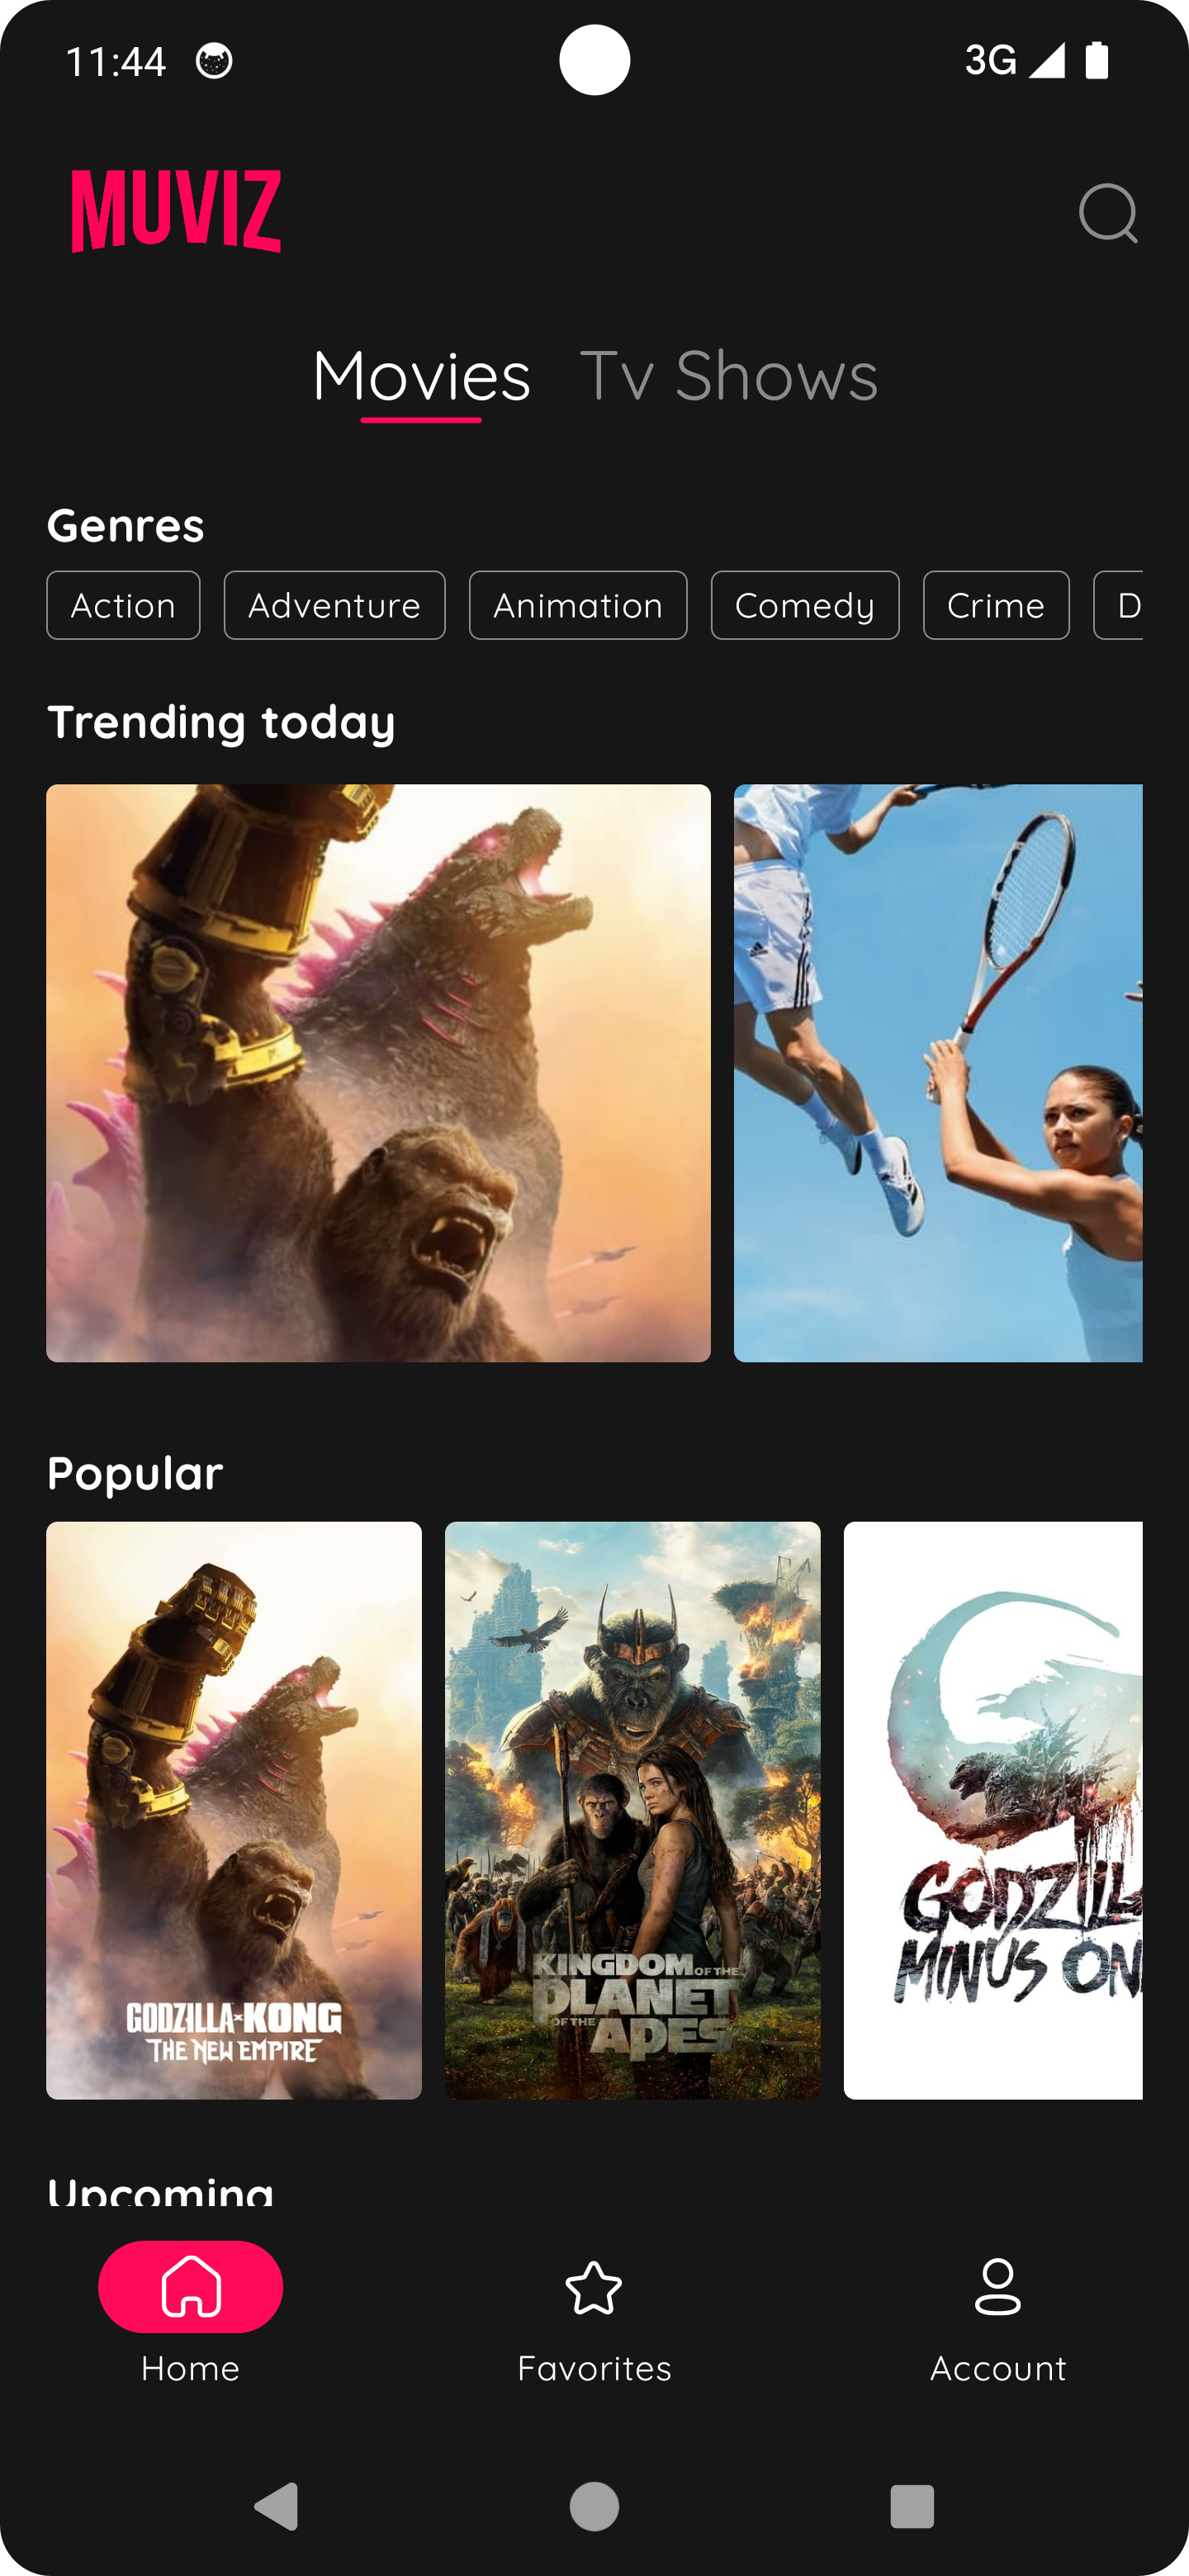 11:44 3G
MUVIZ
Movies Tv Shows
Genres
Action Adventure Animation Comedy Crime D
Trending today
Popular
GODZILLA x KONG
THE NEW EMPIRE
KINGDOM OF THE
PLANET
OF THE APES
GODZILL
MINUS ON
Upcoming
Home Favorites Account